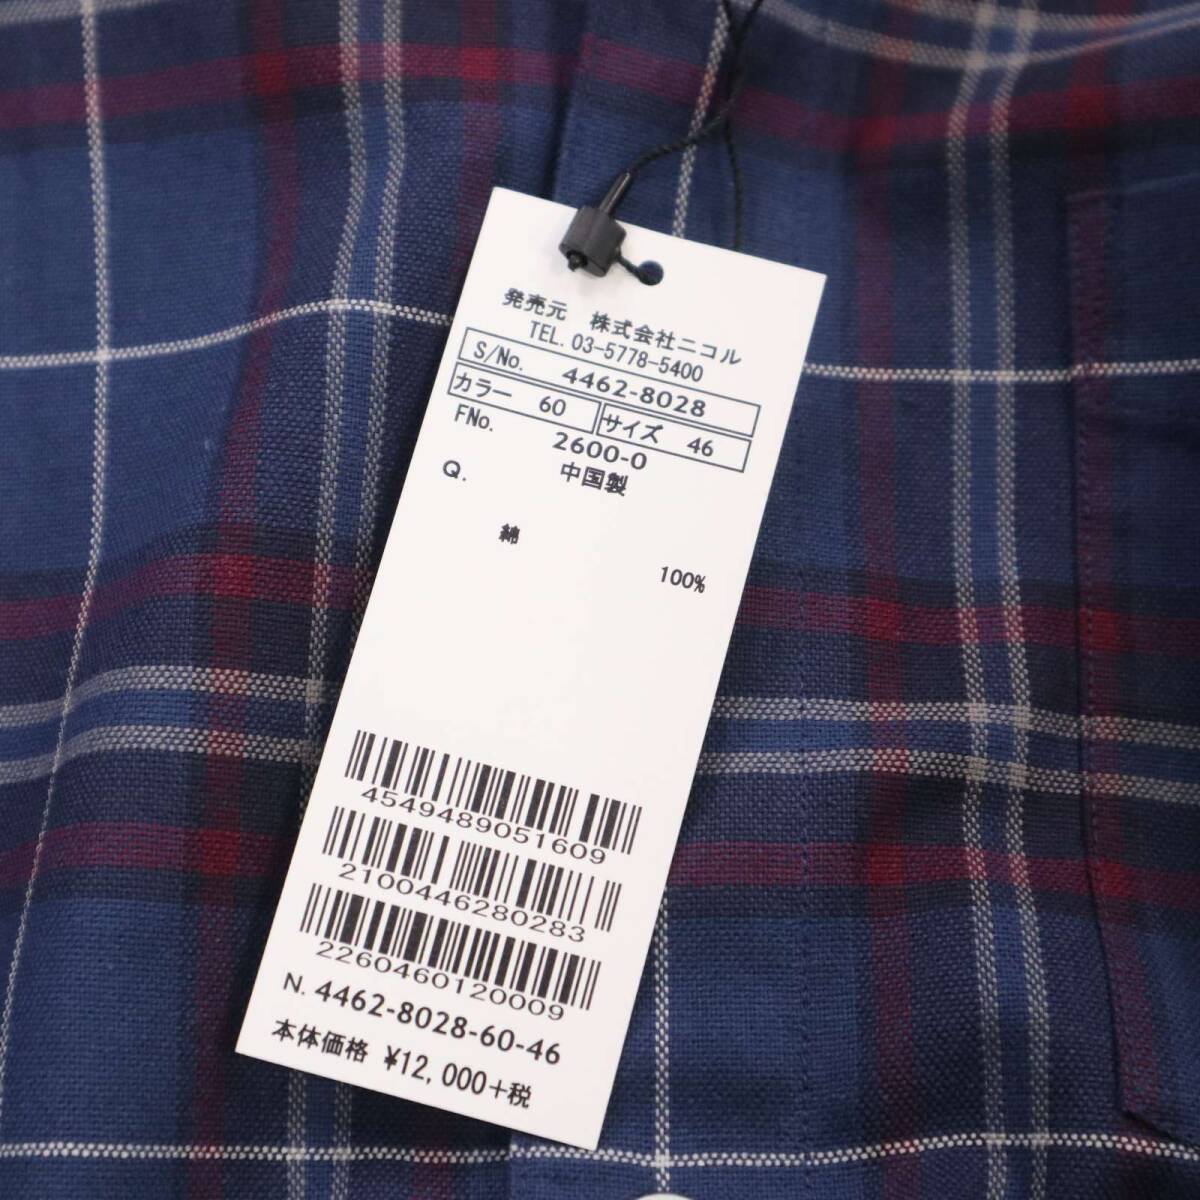 発売元 株式会社ニコル
TEL. 03-5778-5400
S/No. 4462-8028
カラー 60 サイズ 46
FNo. 2600-0
Q. 中国製
綿
100%
4549489051609
2100446280283
2260460120009
N. 4462-8028-60-46
本体価格 ¥12,000+税